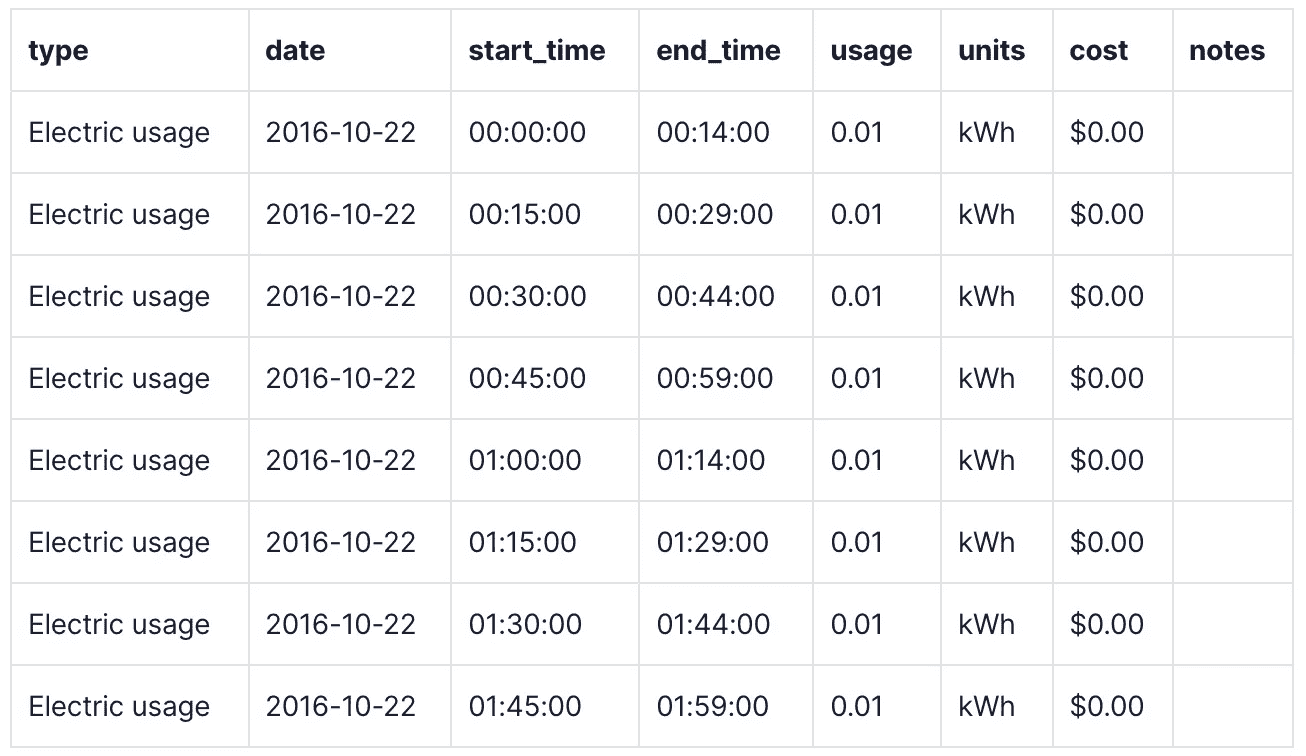 type date start_time end_time usage units cost notes
Electric usage 2016-10-22 00:00:00 00:14:00 0.01 kWh $0.00
Electric usage 2016-10-22 00:15:00 00:29:00 0.01 kWh $0.00
Electric usage 2016-10-22 00:30:00 00:44:00 0.01 kWh $0.00
Electric usage 2016-10-22 00:45:00 00:59:00 0.01 kWh $0.00
Electric usage 2016-10-22 01:00:00 01:14:00 0.01 kWh $0.00
Electric usage 2016-10-22 01:15:00 01:29:00 0.01 kWh $0.00
Electric usage 2016-10-22 01:30:00 01:44:00 0.01 kWh $0.00
Electric usage 2016-10-22 01:45:00 01:59:00 0.01 kWh $0.00